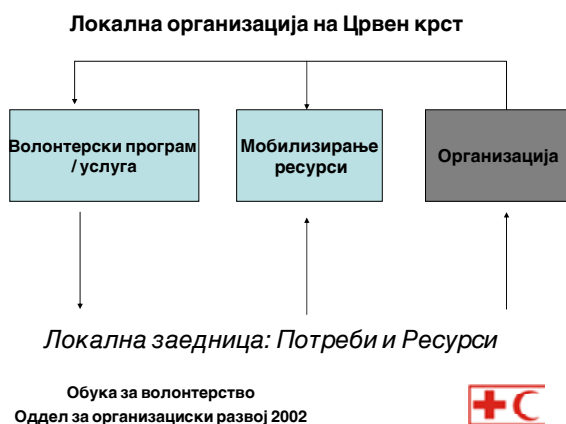 Локална организација на Црвен крст
Волонтерски програм
/ услуга
Мобилизирање
ресурси
Организација
Локална заедница: Потреби и Ресурси
Обука за волонтерство
Оддел за организациски развој 2002